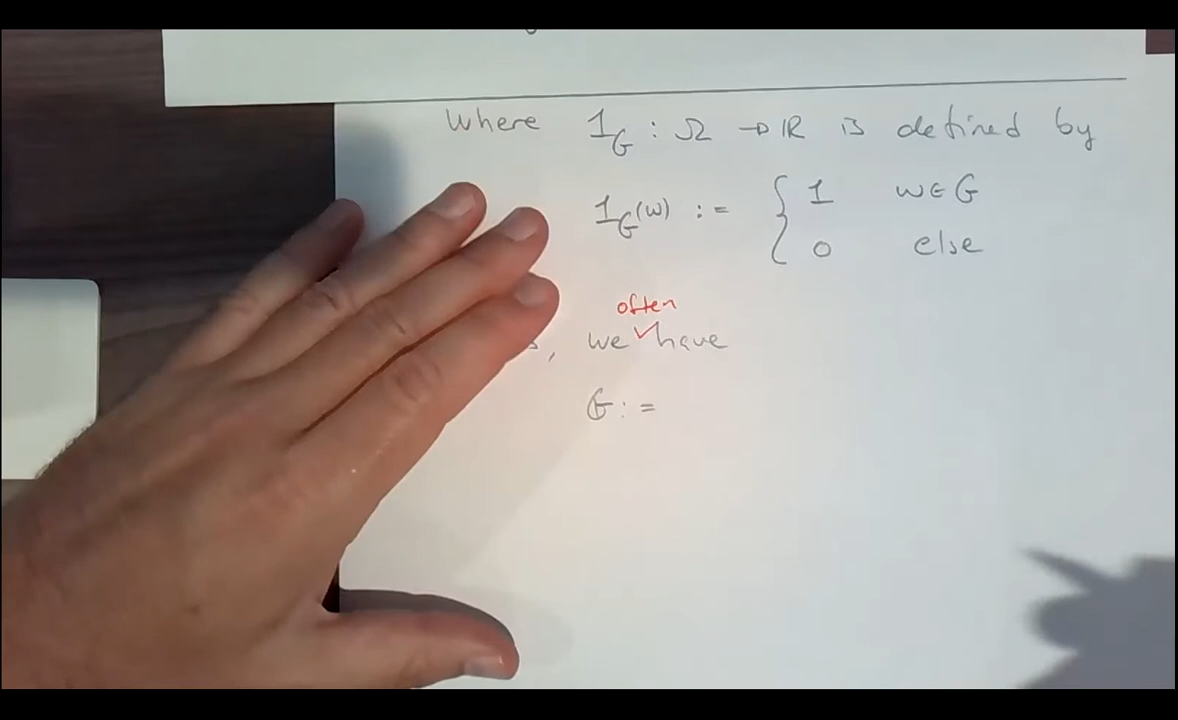 where 1_G : Ω → ℝ is defined by
1_G(ω) := { 1 ω∈G
0 else
often
, we have
G :=